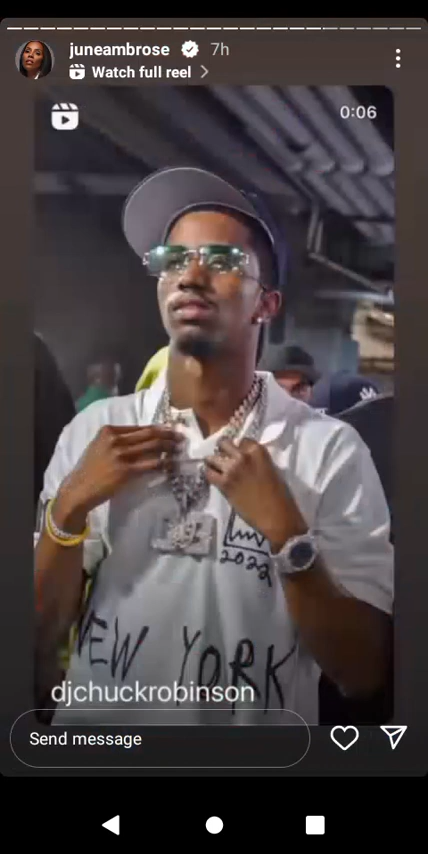 juneambrose 7h
Watch full reel
0:06
2022
NEW YORK
djchuckrobinson
Send message